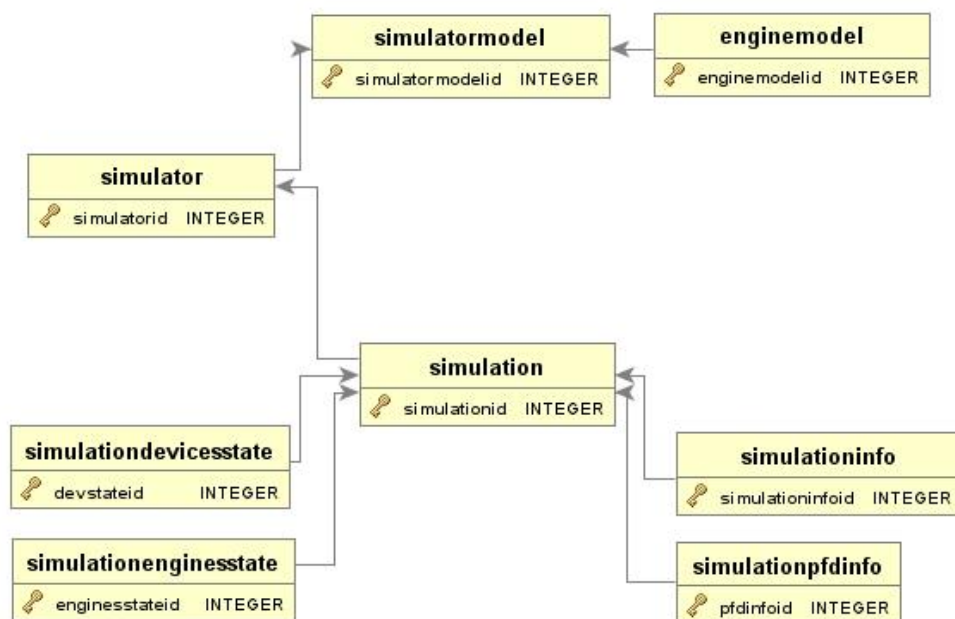 simulatormodel
simulatormodelid INTEGER
enginemodel
enginemodelid INTEGER
simulator
simulatorid INTEGER
simulation
simulationid INTEGER
simulationdevicesstate
devstateid INTEGER
simulationinfo
simulationinfoid INTEGER
simulationenginesstate
enginesstateid INTEGER
simulationpfdinfo
pfdinfoid INTEGER